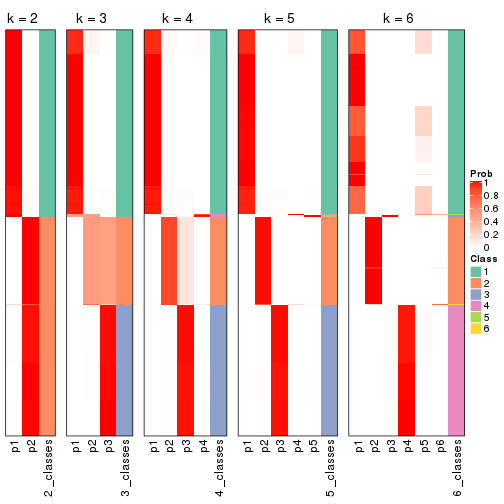 k = 2
k = 3
k = 4
k = 5
k = 6
Prob
1
0.8
0.6
0.4
0.2
0
Class
1
2
3
4
5
6
p1
p2
2_classes
p1
p2
p3
3_classes
p1
p2
p3
p4
4_classes
p1
p2
p3
p4
p5
5_classes
p1
p2
p3
p4
p5
p6
6_classes